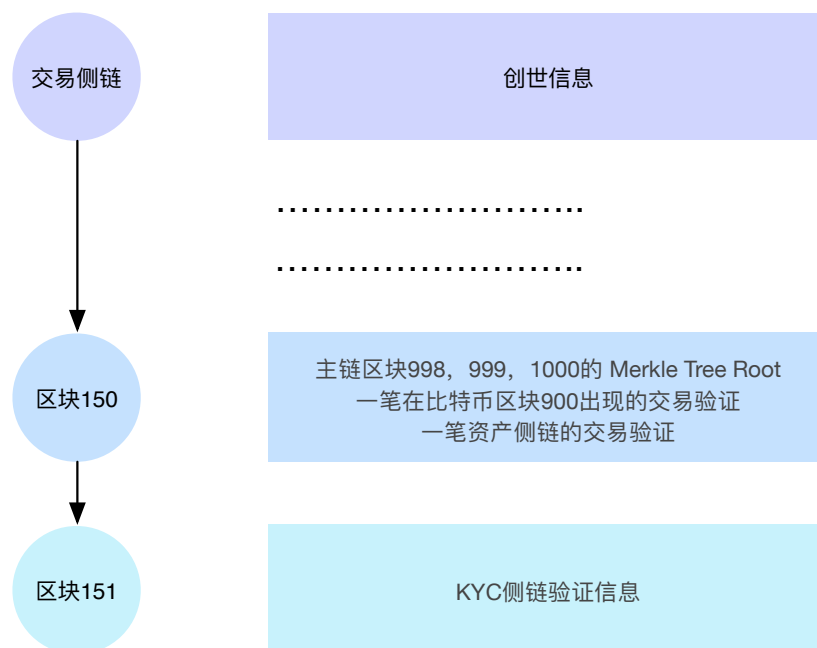 交易侧链
创世信息
…………………………
…………………………
区块150
主链区块998，999，1000的 Merkle Tree Root
一笔在比特币区块900出现的交易验证
一笔资产侧链的交易验证
区块151
KYC侧链验证信息